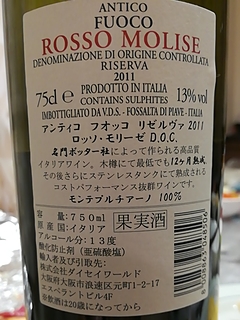 ANTICO
FUOCO
ROSSO MOLISE
DENOMINAZIONE DI ORIGINE CONTROLLATA
RISERVA
2011
75cl e PRODOTTO IN ITALIA 13% vol
CONTAINS SULPHITES
IMBOTTIGLIATO DA V.D.S. - FOSSALTA DI PIAVE - ITALIA
アンティコ フオッコ リゼルヴァ 2011
ロッソ・モリーゼ D.O.C.
名門ボッター社によって作られる高品質
イタリアワイン。木樽にて最低でも12ヶ月熟成
その後さらにステンレスタンクにて熟成される
コストパフォーマンス抜群ワインです。
モンテプルチアーノ 100%
容量:750ml 果実酒
原産国:イタリア
アルコール分:13度
酸化防止剤(亜硫酸塩)
輸入者及び引取先:
株式会社ダイセイワールド
大阪府大阪市浪速区元町1-2-17
エスペラントビル4F
飲酒は20歳になってから
8008863048506